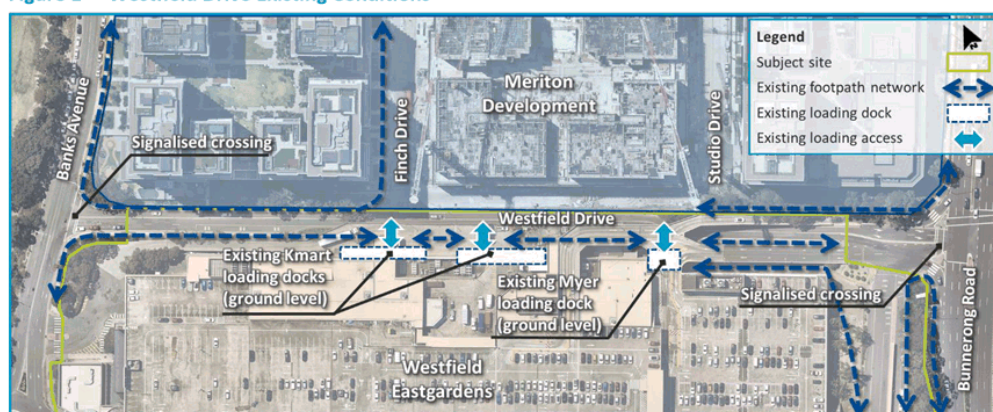 Figure 2 Westfield Drive Existing Conditions
Legend
Subject site
Existing footpath network
Existing loading dock
Existing loading access
Meriton
Development
Banks Avenue
Signalised crossing
Finch Drive
Studio Drive
Westfield Drive
Existing Kmart
loading docks
(ground level)
Existing Myer
loading dock
(ground level)
Signalised crossing
Bunnerong Road
Westfield
Eastgardens